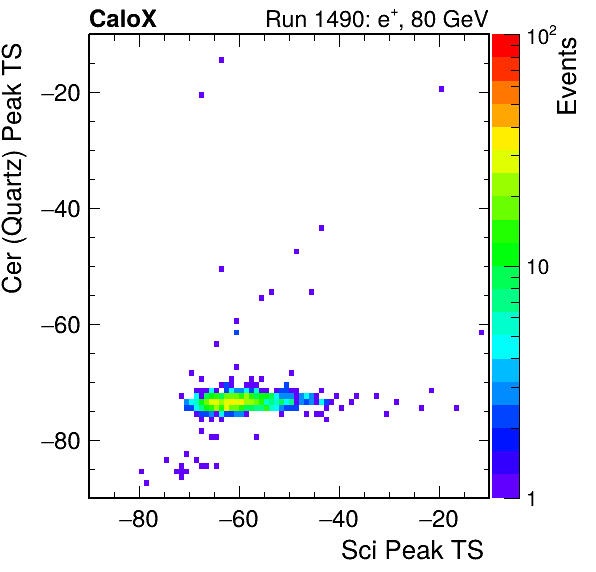 CaloX
Run 1490: e⁺, 80 GeV
Cer (Quartz) Peak TS
−20
−40
−60
−80
−80
−60
−40
−20
Sci Peak TS
10²
10
1
Events